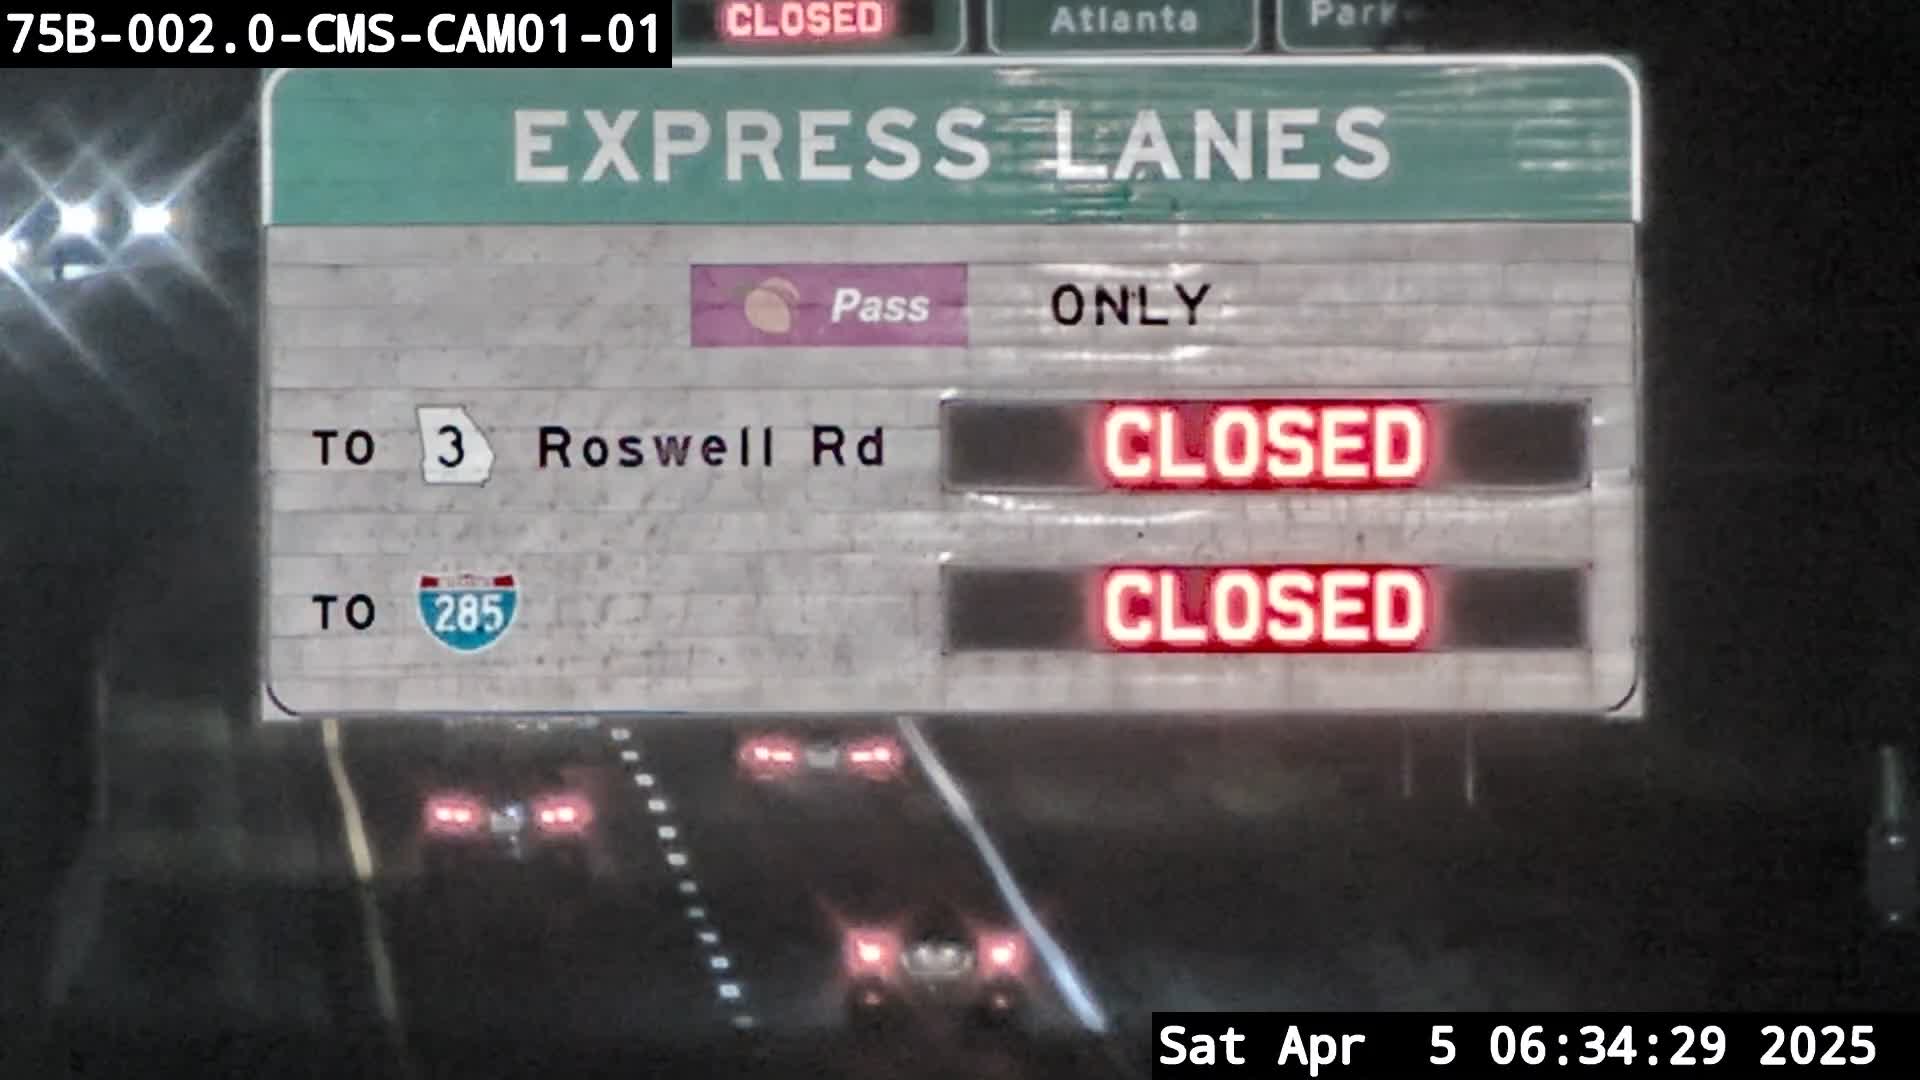 75B-002.0-CMS-CAM01-01
CLOSED
Atlanta
Park
EXPRESS LANES
Pass ONLY
TO 3 Roswell Rd CLOSED
TO 285 CLOSED
Sat Apr 5 06:34:29 2025